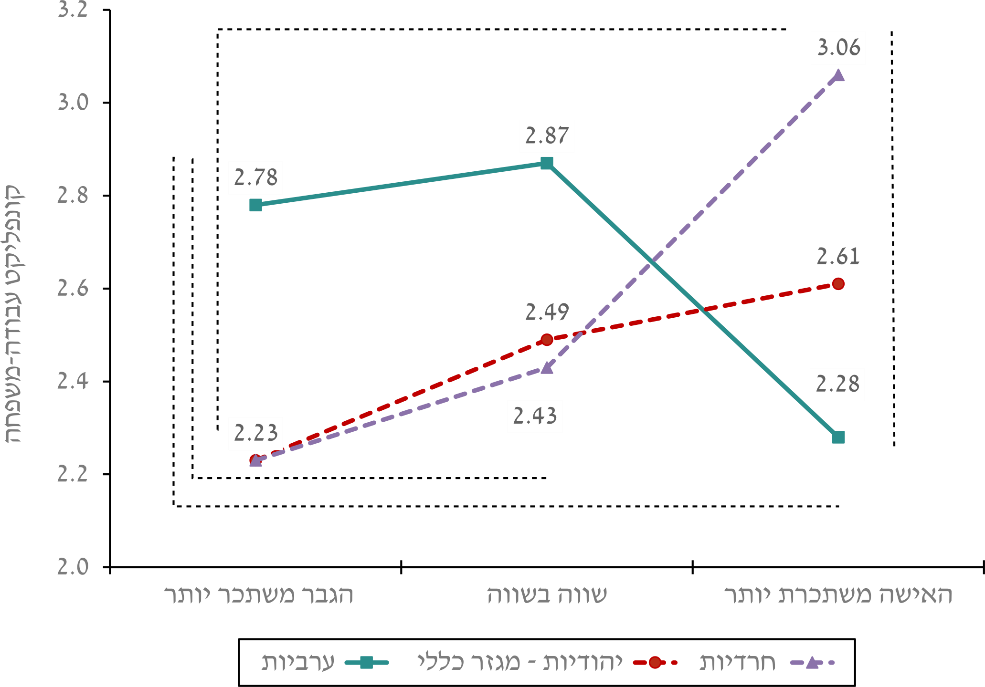 קונפליקט עבודה-משפחה
3.2
3.0
2.8
2.6
2.4
2.2
2.0
3.06
2.87
2.78
2.61
2.49
2.28
2.43
2.23
הגבר משתכר יותר
שווה בשווה
האישה משתכרת יותר
חרדיות
יהודיות - מגזר כללי
ערביות